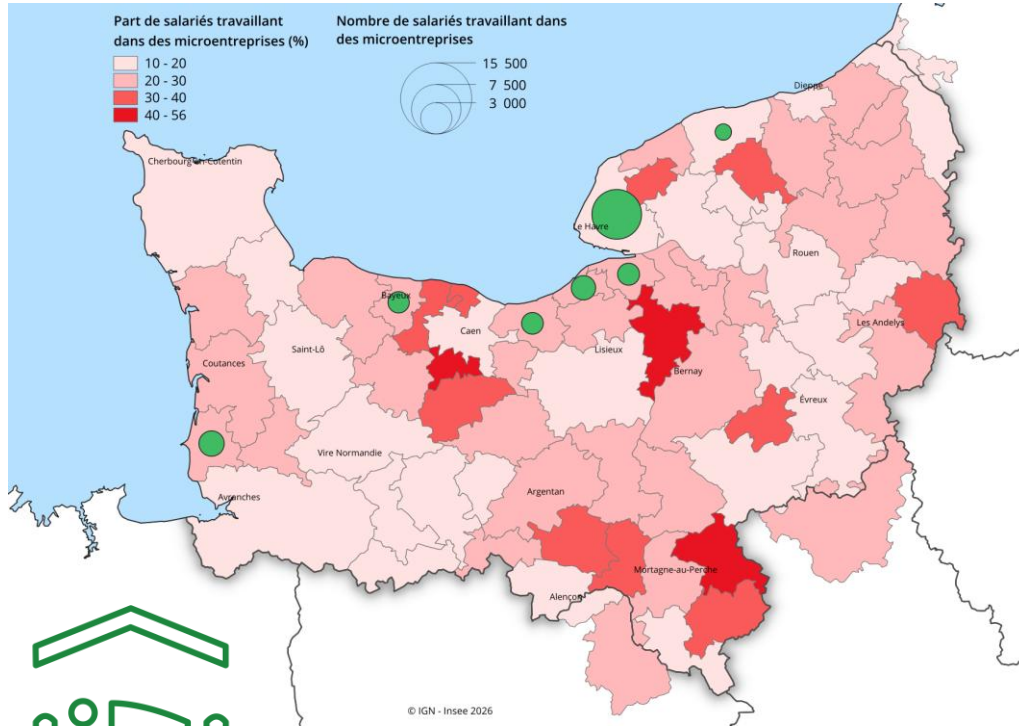 Part de salariés travaillant
dans des microentreprises (%)
10 - 20
20 - 30
30 - 40
40 - 56
Nombre de salariés travaillant dans
des microentreprises
15 500
7 500
3 000
Dieppe
Cherbourg-en-Cotentin
Le Havre
Rouen
Bayeux
Caen
Les Andelys
Saint-Lô
Lisieux
Coutances
Bernay
Évreux
Vire Normandie
Avranches
Argentan
Mortagne-au-Perche
Alençon
© IGN - Insee 2026